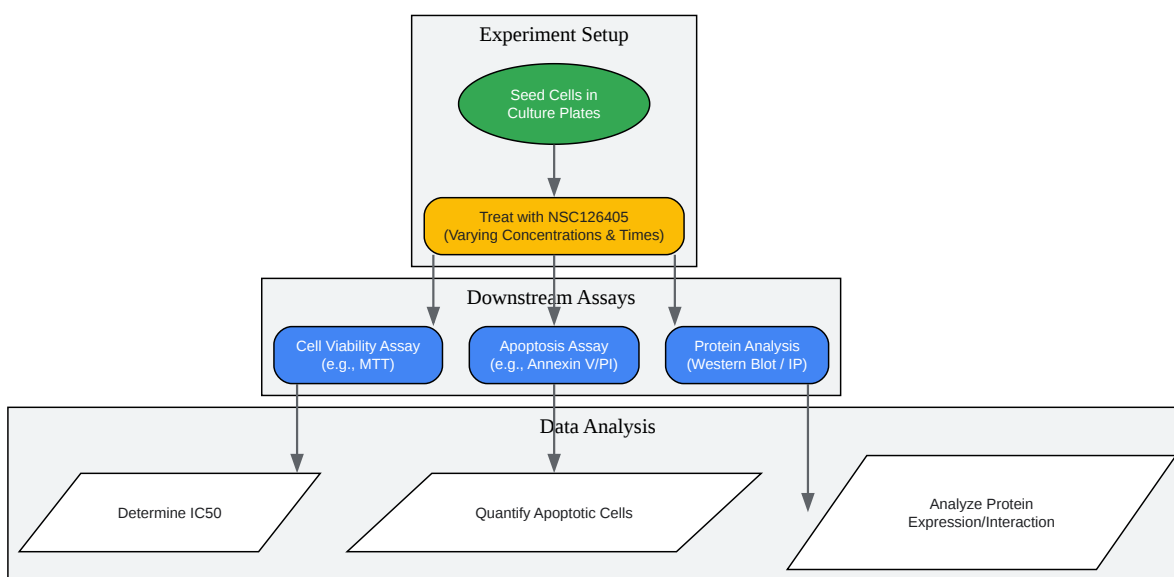 Experiment Setup
Seed Cells in
Culture Plates
Treat with NSC126405
(Varying Concentrations & Times)
Downstream Assays
Cell Viability Assay
(e.g., MTT)
Apoptosis Assay
(e.g., Annexin V/PI)
Protein Analysis
(Western Blot / IP)
Data Analysis
Determine IC50
Quantify Apoptotic Cells
Analyze Protein
Expression/Interaction